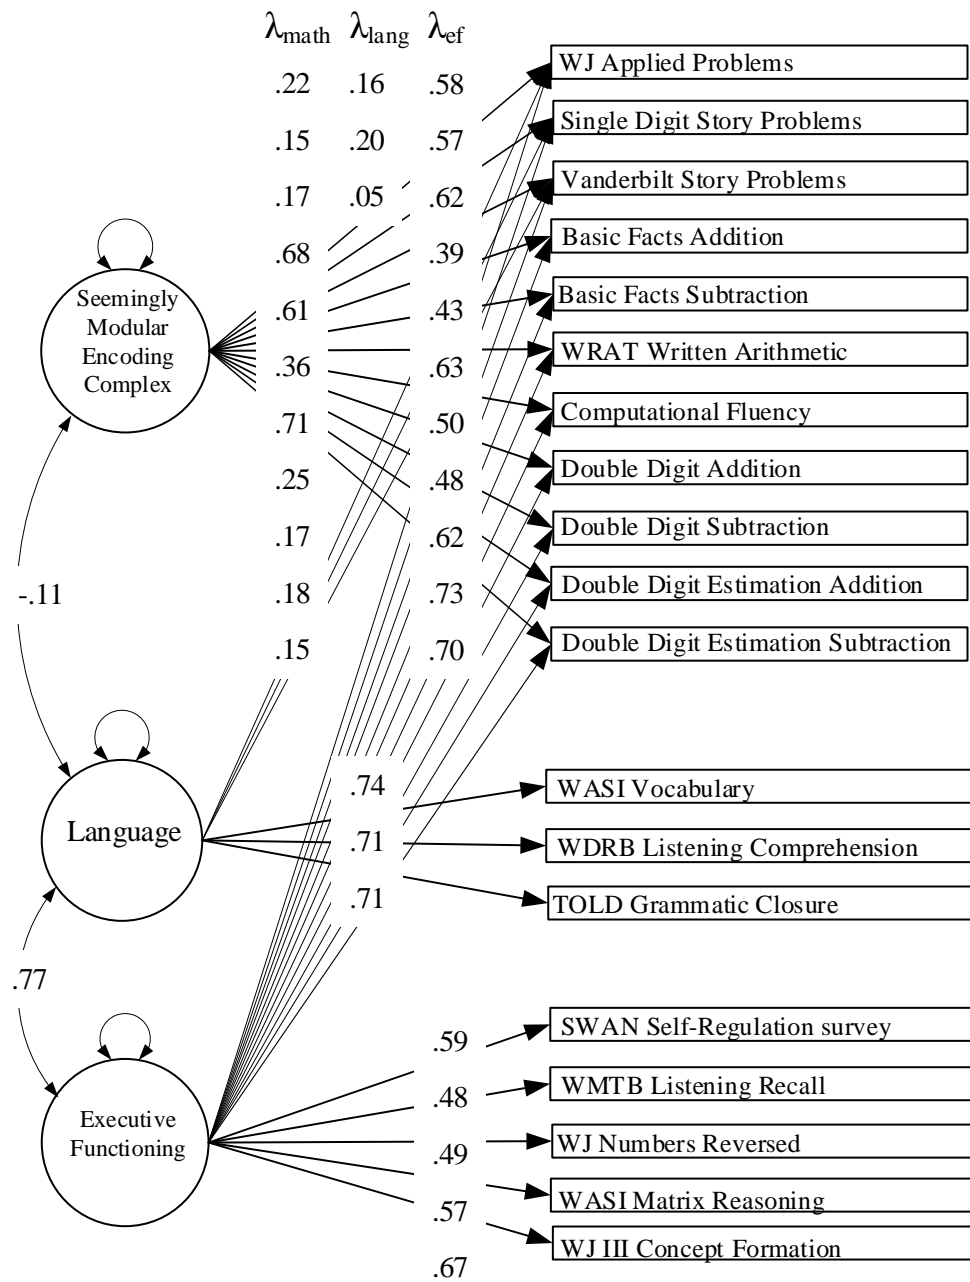 λmath λlang λef
.22 .16 .58 WJ Applied Problems
.15 .20 .57 Single Digit Story Problems
.17 .05 .62 Vanderbilt Story Problems
.68 .39 Basic Facts Addition
.61 .43 Basic Facts Subtraction
.36 .63 WRAT Written Arithmetic
.71 .50 Computational Fluency
.25 .48 Double Digit Addition
.17 .62 Double Digit Subtraction
.18 .73 Double Digit Estimation Addition
.15 .70 Double Digit Estimation Subtraction
Seemingly
Modular
Encoding
Complex
-.11
Language
.74 WASI Vocabulary
.71 WDRB Listening Comprehension
.71 TOLD Grammatic Closure
.77
Executive
Functioning
.59 SWAN Self-Regulation survey
.48 WMTB Listening Recall
.49 WJ Numbers Reversed
.57 WASI Matrix Reasoning
.67 WJ III Concept Formation